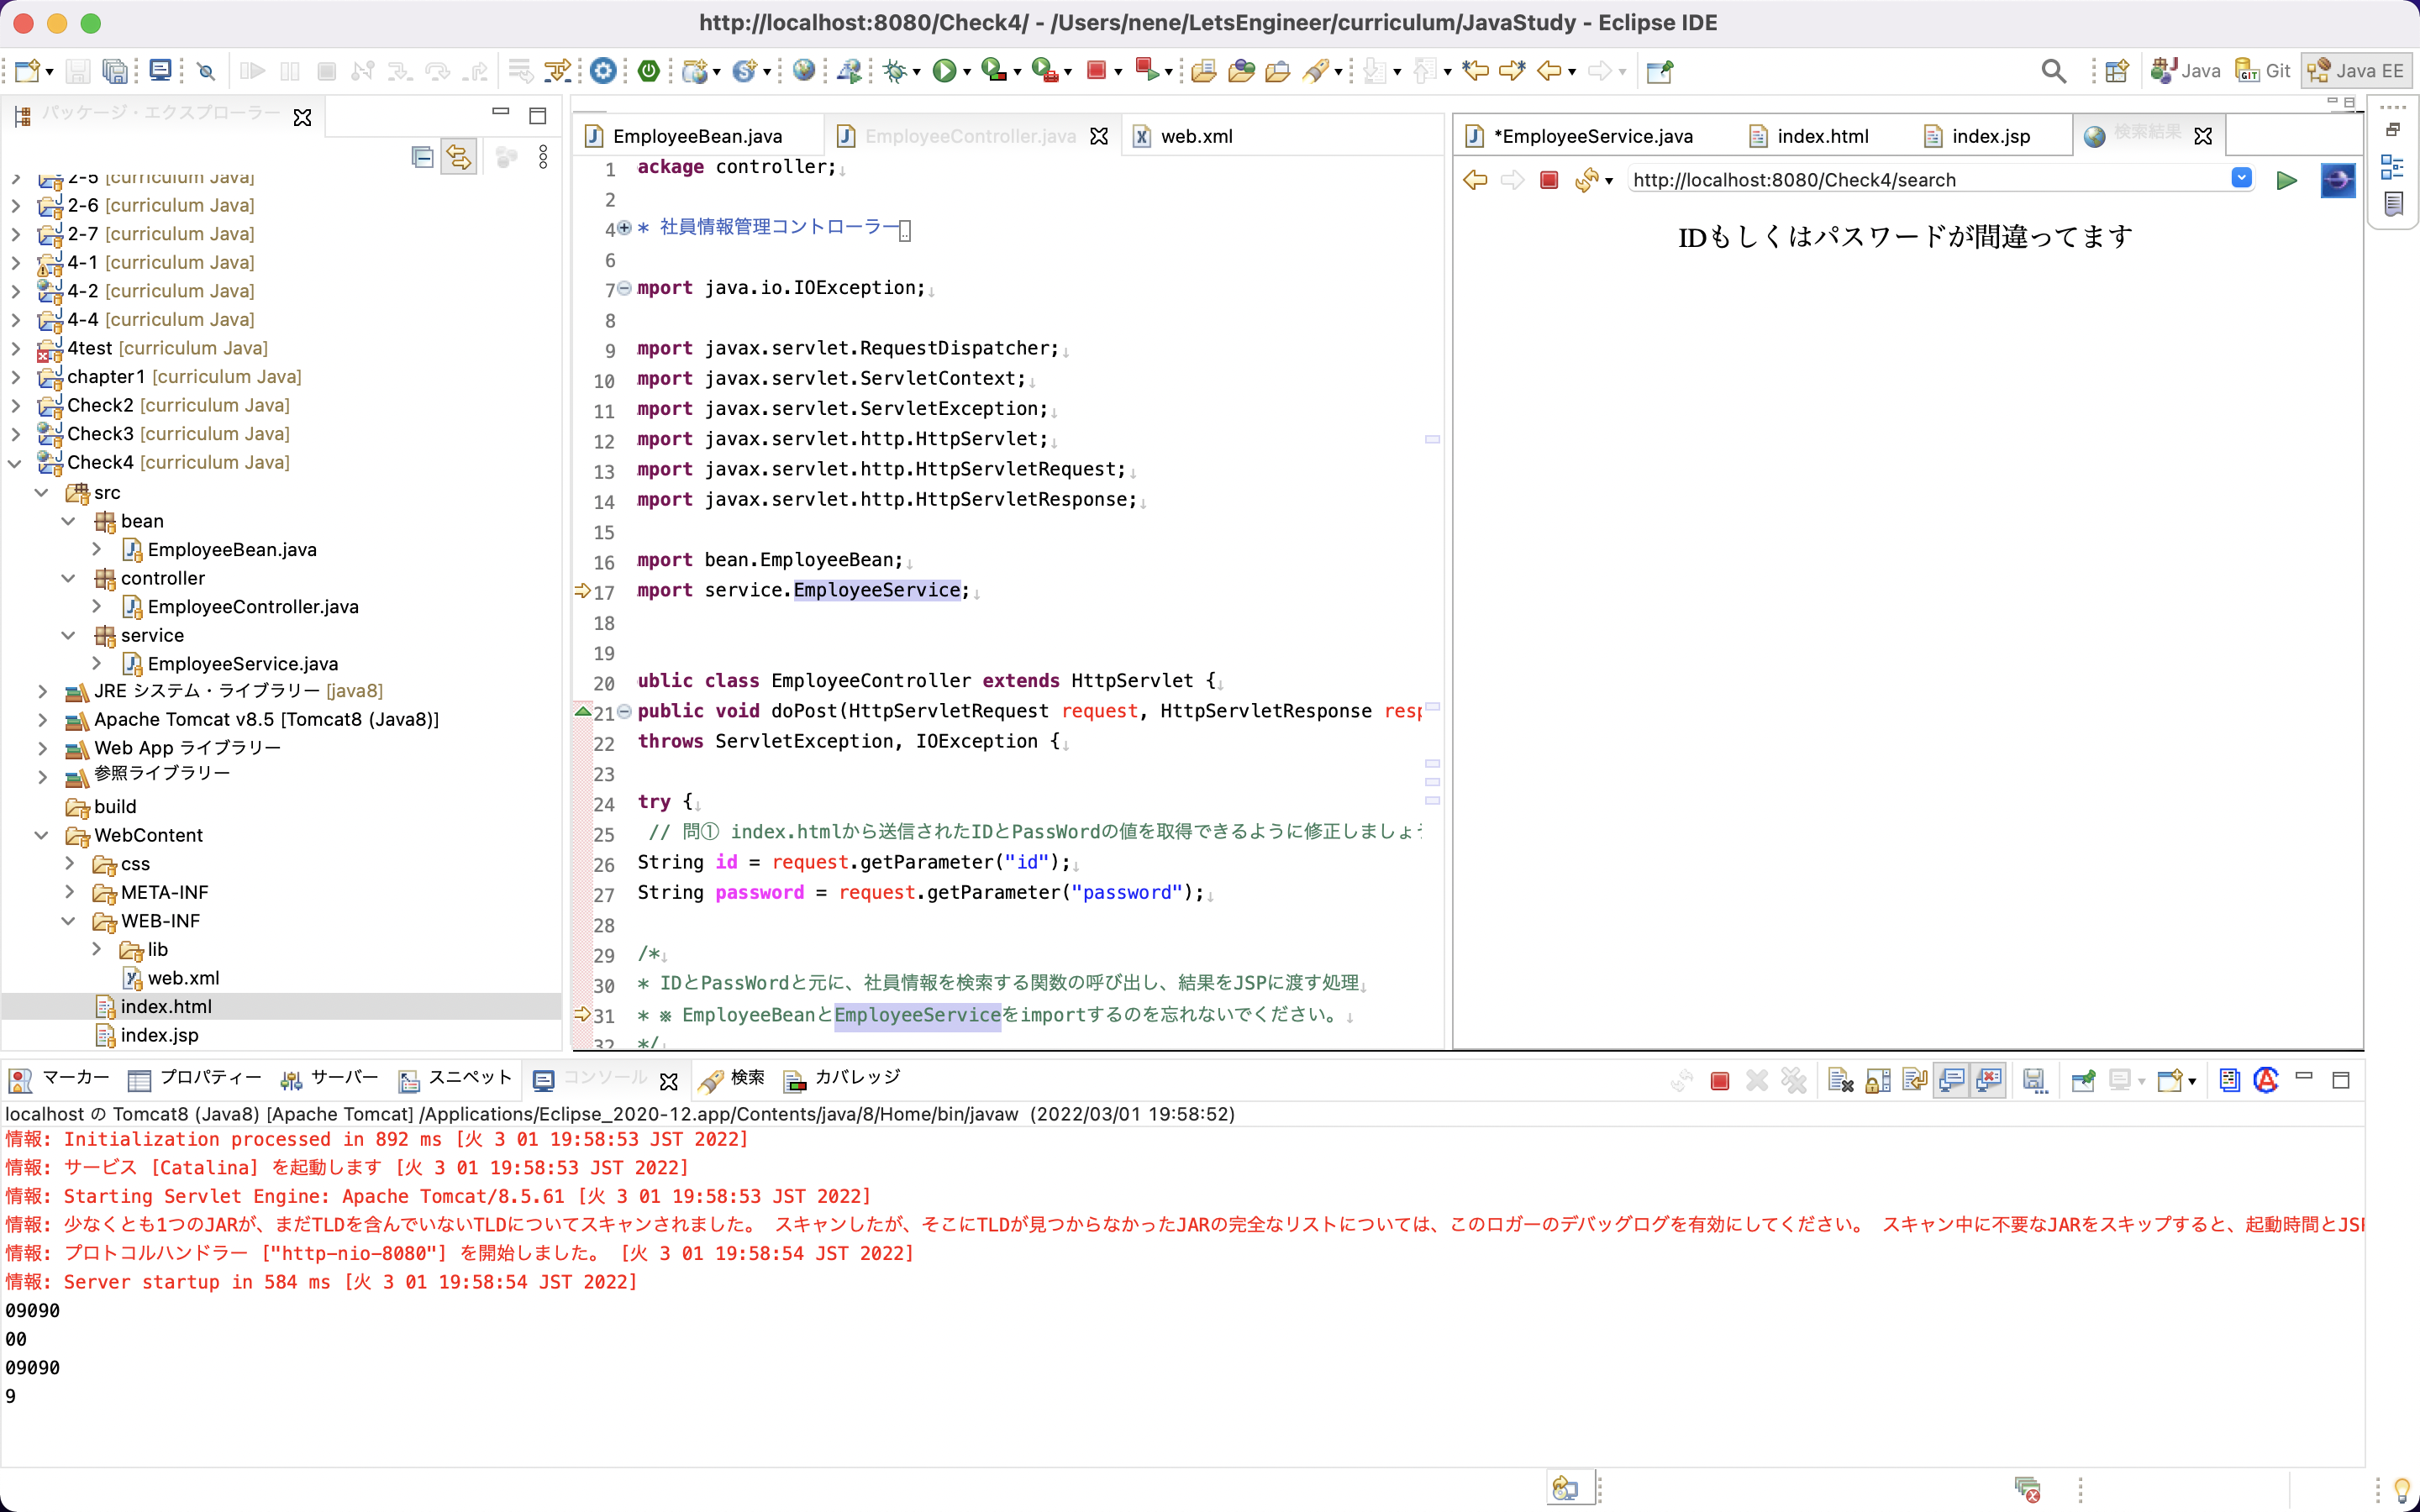 http://localhost:8080/Check4/ - /Users/nene/LetsEngineer/curriculum/JavaStudy - Eclipse IDE
Java
Git
Java EE
パッケージ・エクスプローラー
2-5 [curriculum Java]
2-6 [curriculum Java]
2-7 [curriculum Java]
4-1 [curriculum Java]
4-2 [curriculum Java]
4-4 [curriculum Java]
4test [curriculum Java]
chapter1 [curriculum Java]
Check2 [curriculum Java]
Check3 [curriculum Java]
Check4 [curriculum Java]
src
bean
EmployeeBean.java
controller
EmployeeController.java
service
EmployeeService.java
JRE システム・ライブラリー [java8]
Apache Tomcat v8.5 [Tomcat8 (Java8)]
Web App ライブラリー
参照ライブラリー
build
WebContent
css
META-INF
WEB-INF
lib
web.xml
index.html
index.jsp
EmployeeBean.java
EmployeeController.java
web.xml
1 ackage controller;
2
4 * 社員情報管理コントローラー
6
7 mport java.io.IOException;
8
9 mport javax.servlet.RequestDispatcher;
10 mport javax.servlet.ServletContext;
11 mport javax.servlet.ServletException;
12 mport javax.servlet.http.HttpServlet;
13 mport javax.servlet.http.HttpServletRequest;
14 mport javax.servlet.http.HttpServletResponse;
15
16 mport bean.EmployeeBean;
17 mport service.EmployeeService;
18
19
20 ublic class EmployeeController extends HttpServlet {
21 public void doPost(HttpServletRequest request, HttpServletResponse resp
22 throws ServletException, IOException {
23
24 try {
25 // 問① index.htmlから送信されたIDとPassWordの値を取得できるように修正しましょう
26 String id = request.getParameter("id");
27 String password = request.getParameter("password");
28
29 /*
30 * IDとPassWordと元に、社員情報を検索する関数の呼び出し、結果をJSPに渡す処理
31 * ※ EmployeeBeanとEmployeeServiceをimportするのを忘れないでください。
32 */
*EmployeeService.java
index.html
index.jsp
検索結果
http://localhost:8080/Check4/search
IDもしくはパスワードが間違ってます
マーカー
プロパティー
サーバー
スニペット
コンソール
検索
カバレッジ
localhost の Tomcat8 (Java8) [Apache Tomcat] /Applications/Eclipse_2020-12.app/Contents/java/8/Home/bin/javaw (2022/03/01 19:58:52)
情報: Initialization processed in 892 ms [火 3 01 19:58:53 JST 2022]
情報: サービス [Catalina] を起動します [火 3 01 19:58:53 JST 2022]
情報: Starting Servlet Engine: Apache Tomcat/8.5.61 [火 3 01 19:58:53 JST 2022]
情報: 少なくとも1つのJARが、まだTLDを含んでいないTLDについてスキャンされました。 スキャンしたが、そこにTLDが見つからなかったJARの完全なリストについては、このロガーのデバッグログを有効にしてください。 スキャン中に不要なJARをスキップすると、起動時間とJSP
情報: プロトコルハンドラー ["http-nio-8080"] を開始しました。 [火 3 01 19:58:54 JST 2022]
情報: Server startup in 584 ms [火 3 01 19:58:54 JST 2022]
09090
00
09090
9